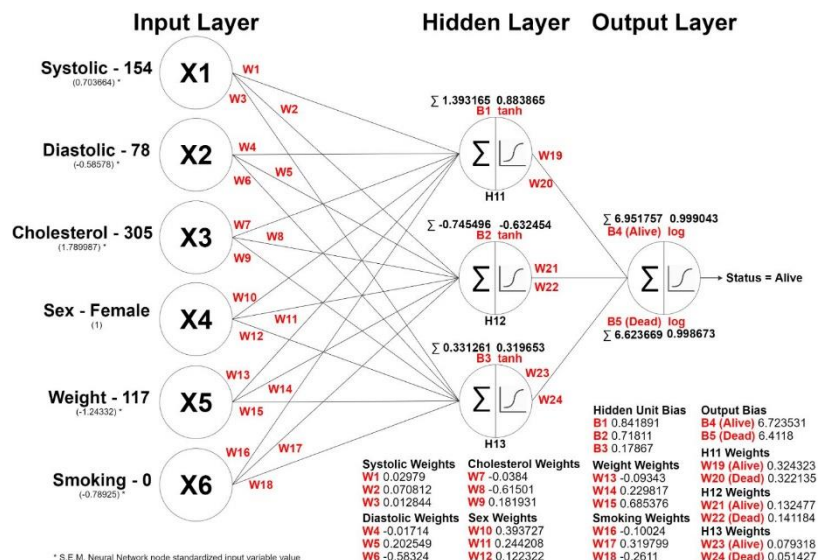 Input Layer
Hidden Layer
Output Layer
Systolic - 154
(0.703664) *
X1
W1
W2
W3
Diastolic - 78
(-0.58578) *
X2
W4
W5
W6
Cholesterol - 305
(1.789987) *
X3
W7
W8
W9
Sex - Female
(1)
X4
W10
W11
W12
Weight - 117
(-1.24332) *
X5
W13
W14
W15
Smoking - 0
(-0.78925) *
X6
W16
W17
W18
∑ 1.393165 0.883865
B1 tanh
∑
H11
W19
W20
∑ -0.745496 -0.632454
B2 tanh
∑
H12
W21
W22
∑ 0.331261 0.319653
B3 tanh
∑
H13
W23
W24
∑ 6.951757 0.999043
B4 (Alive) log
∑
Status = Alive
B5 (Dead) log
∑ 6.623669 0.998673
Systolic Weights
W1 0.02979
W2 0.070812
W3 0.012844
Diastolic Weights
W4 -0.01714
W5 0.202549
W6 -0.58324
Cholesterol Weights
W7 -0.0384
W8 -0.61501
W9 0.181931
Sex Weights
W10 0.393727
W11 0.244208
W12 0.122322
Hidden Unit Bias
B1 0.841891
B2 0.71811
B3 0.17867
Weight Weights
W13 -0.09343
W14 0.229817
W15 0.685376
Smoking Weights
W16 -0.10024
W17 0.319799
W18 -0.2611
Output Bias
B4 (Alive) 6.723531
B5 (Dead) 6.4118
H11 Weights
W19 (Alive) 0.324323
W20 (Dead) 0.322135
H12 Weights
W21 (Alive) 0.132477
W22 (Dead) 0.141184
H13 Weights
W23 (Alive) 0.079318
W24 (Dead) 0.051427
* S.E.M. Neural Network node standardized input variable value